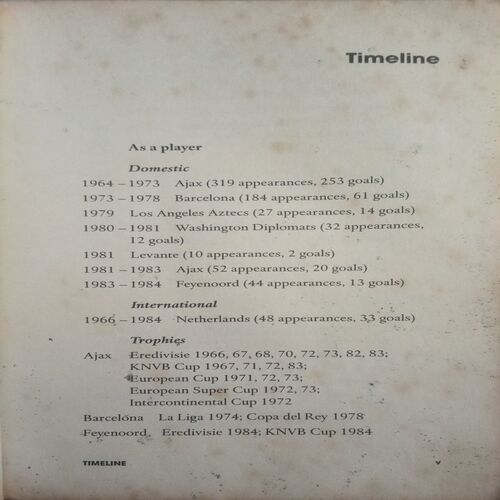 Timeline
As a player
Domestic
1964 – 1973 Ajax (319 appearances, 253 goals)
1973 – 1978 Barcelona (184 appearances, 61 goals)
1979 Los Angeles Aztecs (27 appearances, 14 goals)
1980 – 1981 Washington Diplomats (32 appearances,
12 goals)
1981 Levante (10 appearances, 2 goals)
1981 – 1983 Ajax (52 appearances, 20 goals)
1983 – 1984 Feyenoord (44 appearances, 13 goals)
International
1966 – 1984 Netherlands (48 appearances, 33 goals)
Trophies
Ajax Eredivisie 1966, 67, 68, 70, 72, 73, 82, 83;
KNVB Cup 1967, 71, 72, 83;
European Cup 1971, 72, 73;
European Super Cup 1972, 73;
Intercontinental Cup 1972
Barcelona La Liga 1974; Copa del Rey 1978
Feyenoord Eredivisie 1984; KNVB Cup 1984
TIMELINE v